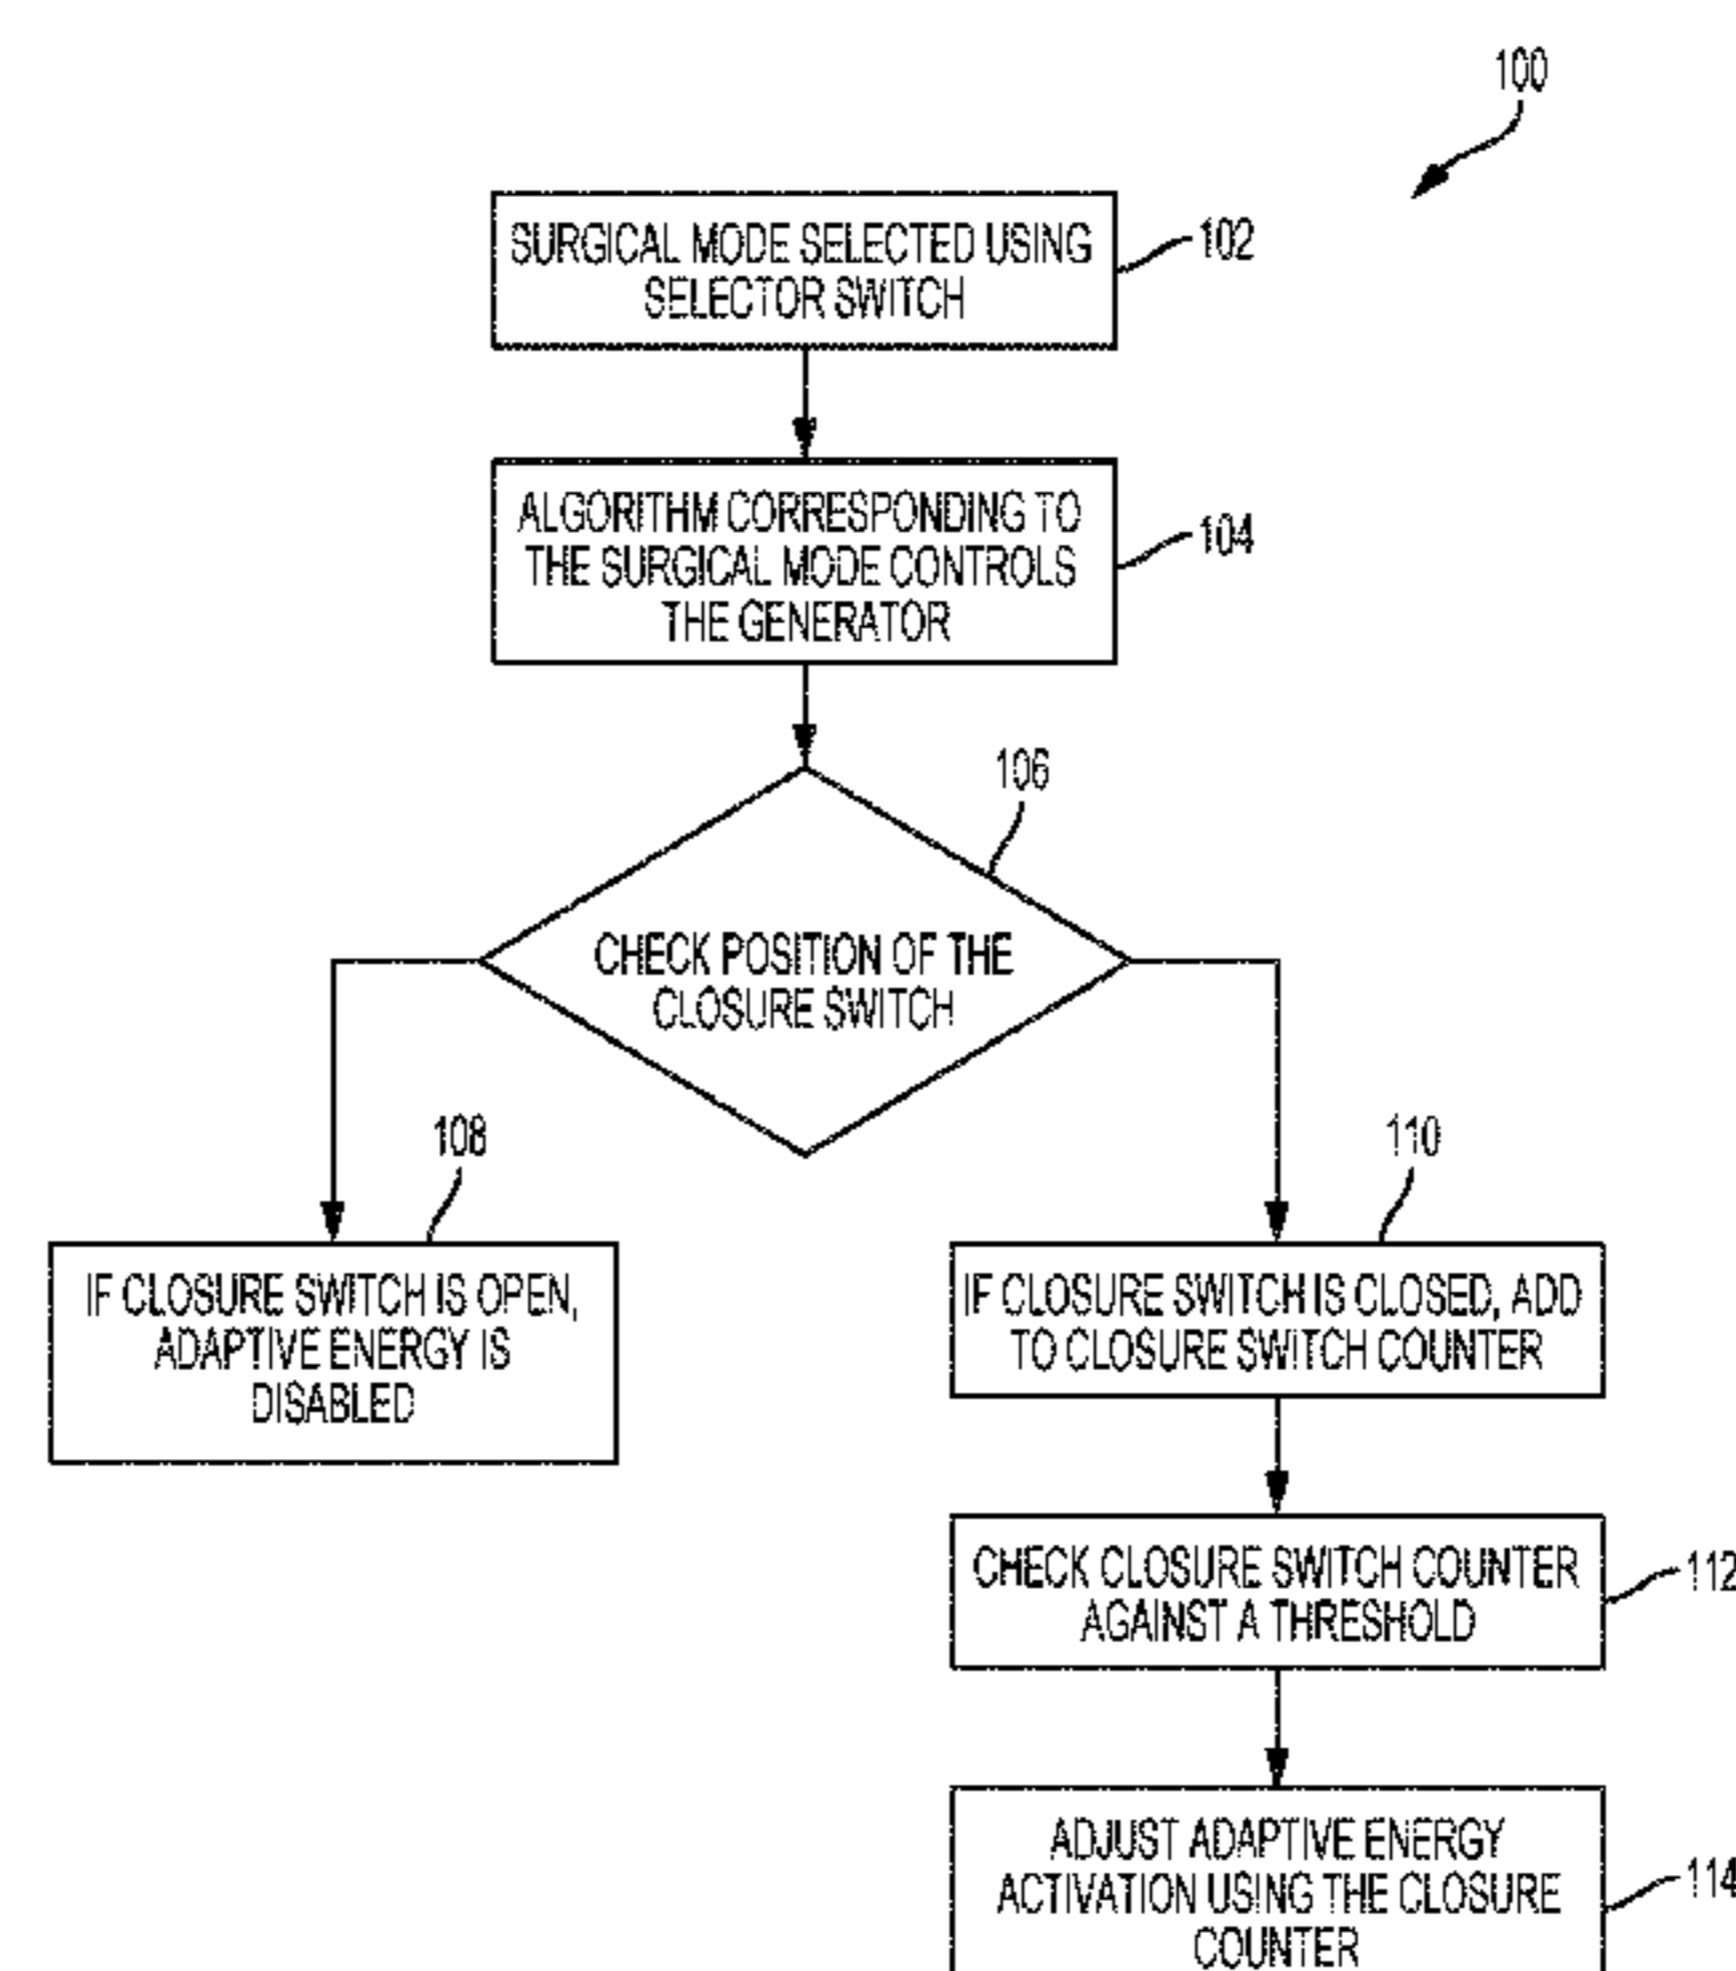 100
SURGICAL MODE SELECTED USING
SELECTOR SWITCH
102
ALGORITHM CORRESPONDING TO
THE SURGICAL MODE CONTROLS
THE GENERATOR
104
106
CHECK POSITION OF THE
CLOSURE SWITCH
108
IF CLOSURE SWITCH IS OPEN,
ADAPTIVE ENERGY IS
DISABLED
110
IF CLOSURE SWITCH IS CLOSED, ADD
TO CLOSURE SWITCH COUNTER
CHECK CLOSURE SWITCH COUNTER
AGAINST A THRESHOLD
112
ADJUST ADAPTIVE ENERGY
ACTIVATION USING THE CLOSURE
COUNTER
114